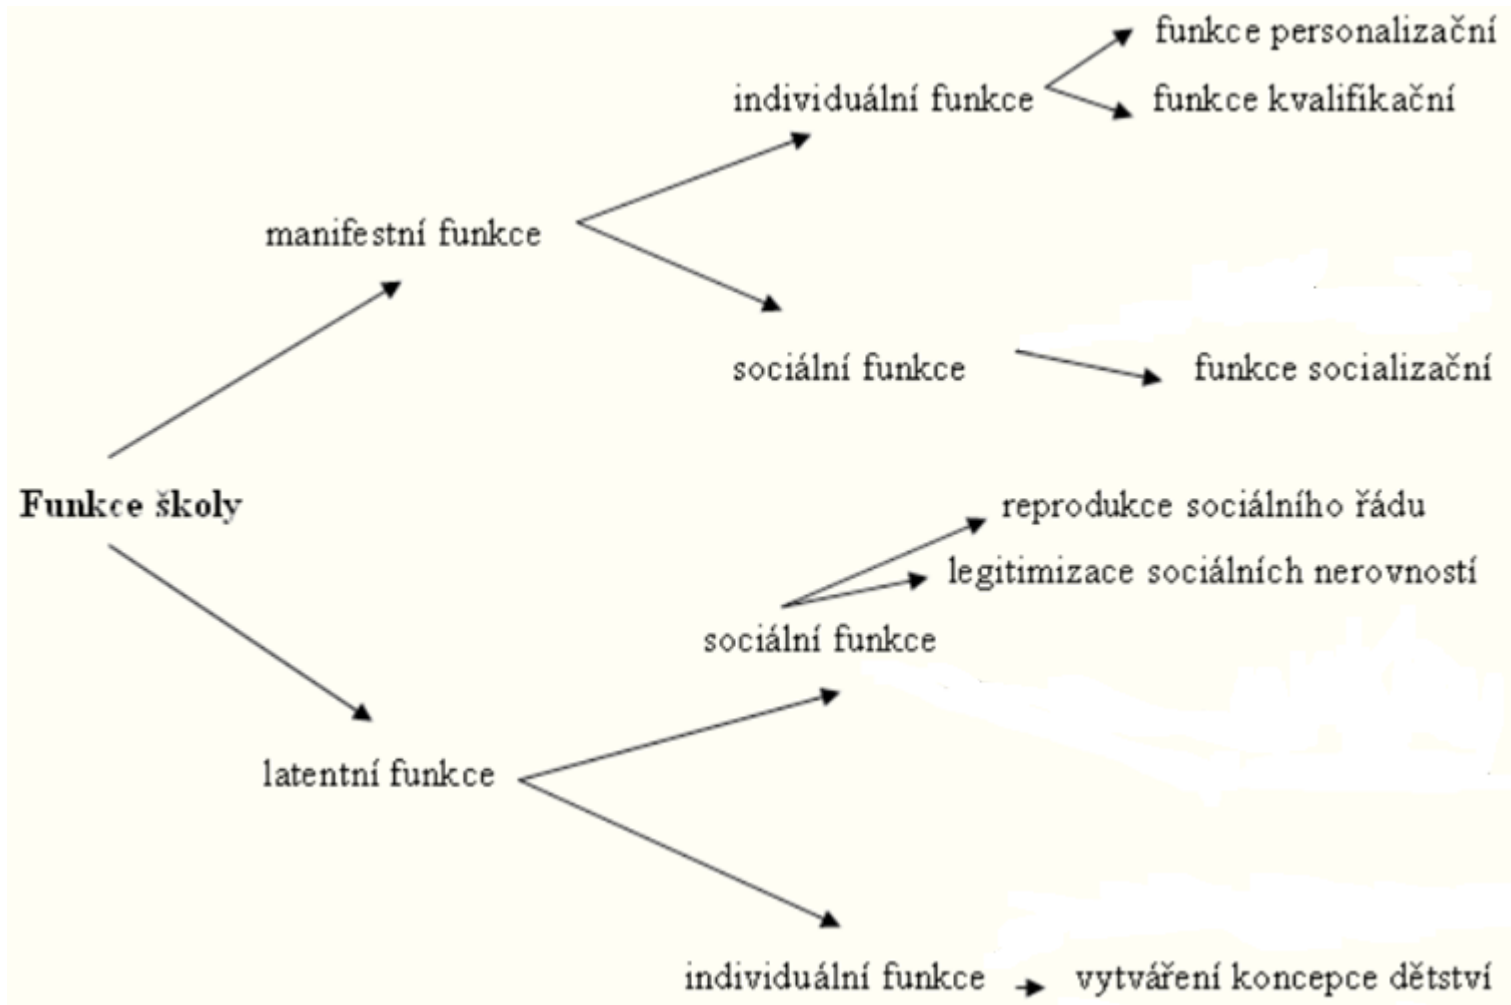 funkce personalizační
individuální funkce
funkce kvalifikační
manifestní funkce
sociální funkce
funkce socializační
Funkce školy
reprodukce sociálního řádu
legitimizace sociálních nerovností
sociální funkce
latentní funkce
individuální funkce
vytváření koncepce dětství